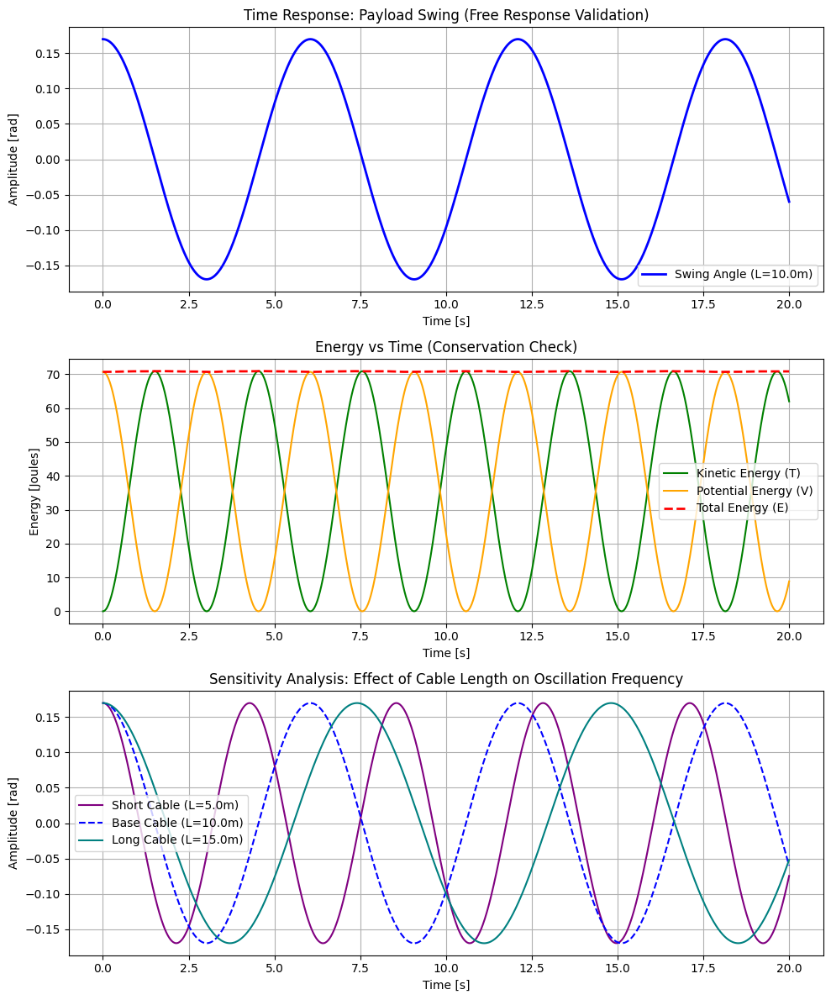 Time Response: Payload Swing (Free Response Validation)
Amplitude [rad]
0.15
0.10
0.05
0.00
−0.05
−0.10
−0.15
Swing Angle (L=10.0m)
0.0 2.5 5.0 7.5 10.0 12.5 15.0 17.5 20.0
Time [s]
Energy vs Time (Conservation Check)
Energy [Joules]
70
60
50
40
30
20
10
0
Kinetic Energy (T)
Potential Energy (V)
Total Energy (E)
0.0 2.5 5.0 7.5 10.0 12.5 15.0 17.5 20.0
Time [s]
Sensitivity Analysis: Effect of Cable Length on Oscillation Frequency
Amplitude [rad]
0.15
0.10
0.05
0.00
−0.05
−0.10
−0.15
Short Cable (L=5.0m)
Base Cable (L=10.0m)
Long Cable (L=15.0m)
0.0 2.5 5.0 7.5 10.0 12.5 15.0 17.5 20.0
Time [s]